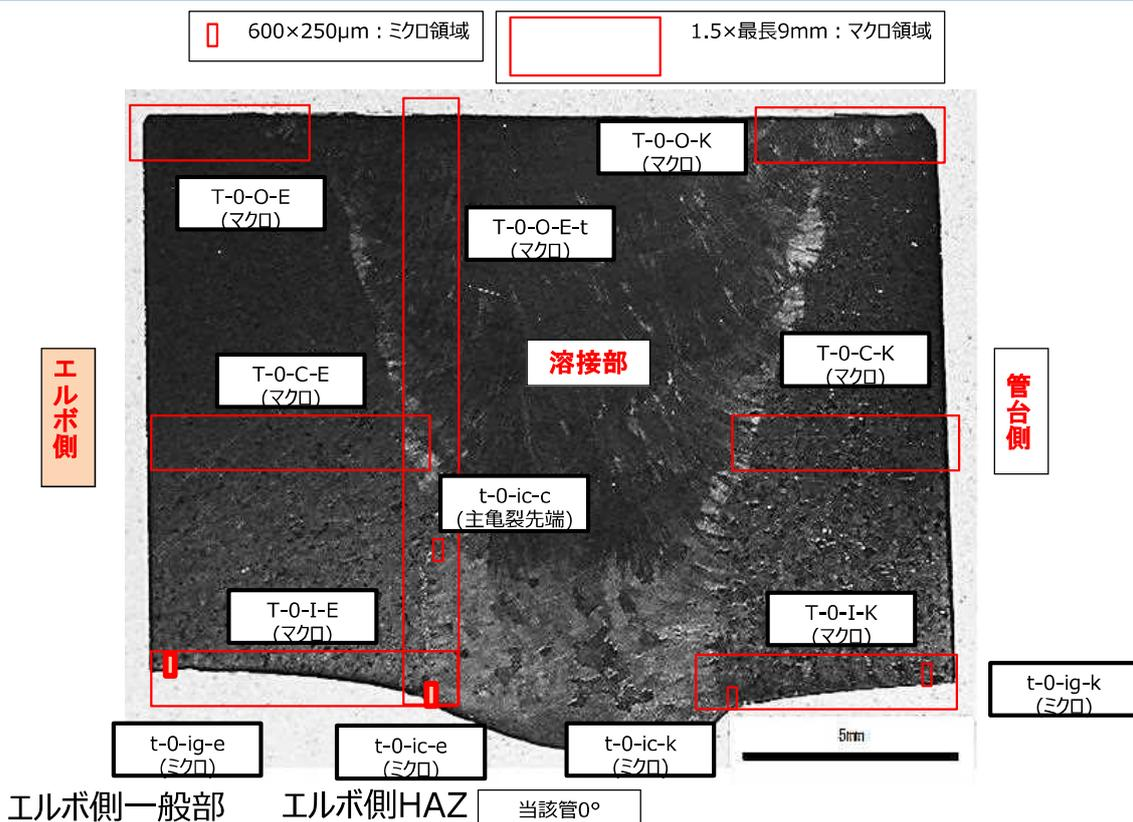 600×250μm：ミクロ領域
1.5×最長9mm：マクロ領域
T-0-O-K
(マクロ)
T-0-O-E
(マクロ)
T-0-O-E-t
(マクロ)
溶接部
T-0-C-E
(マクロ)
T-0-C-K
(マクロ)
エルボ側
管台側
t-0-ic-c
(主亀裂先端)
T-0-I-E
(マクロ)
T-0-I-K
(マクロ)
t-0-ig-k
(ミクロ)
t-0-ig-e
(ミクロ)
t-0-ic-e
(ミクロ)
t-0-ic-k
(ミクロ)
5mm
エルボ側一般部
エルボ側HAZ
当該管0°